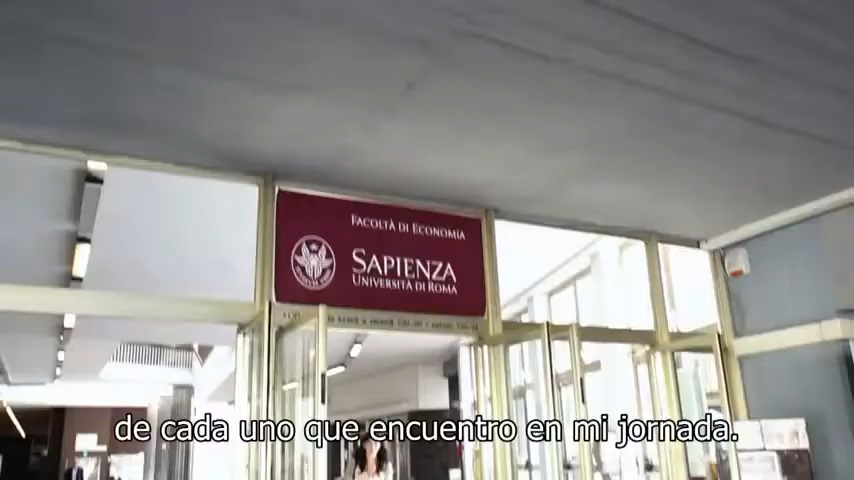 FACOLTÀ DI ECONOMIA
SAPIENZA
UNIVERSITÀ DI ROMA
de cada uno que encuentro en mi jornada.